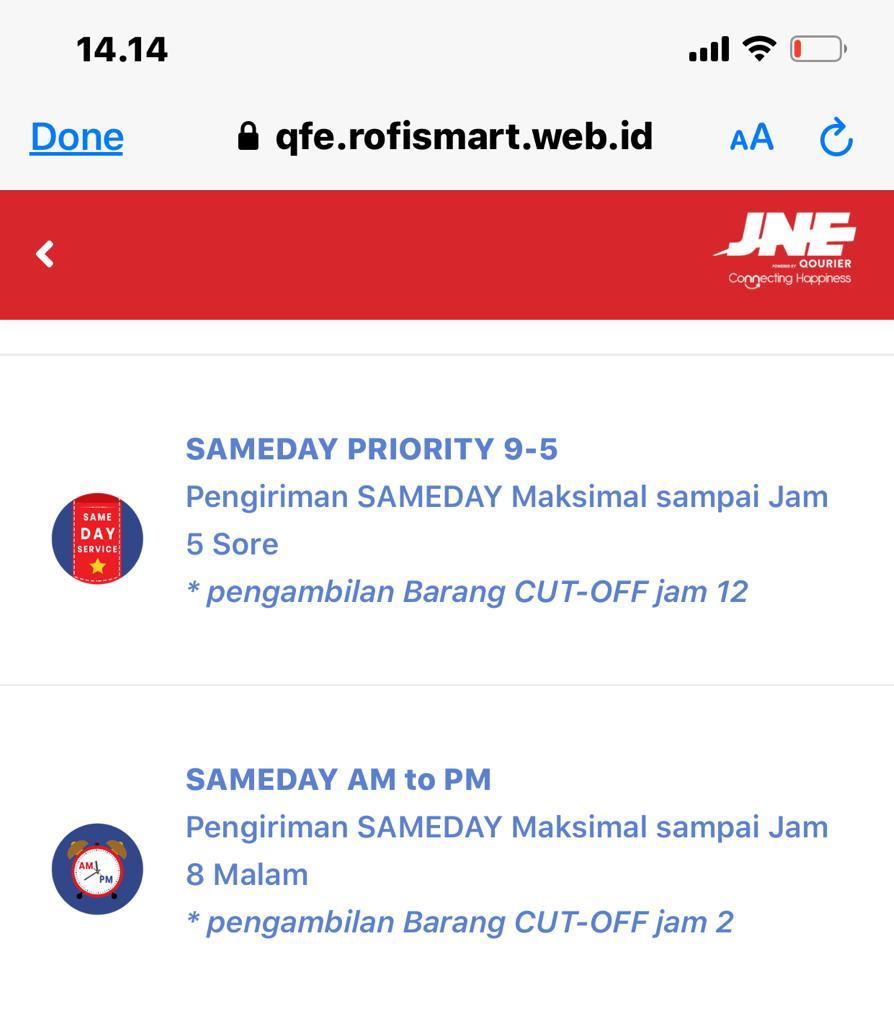 14.14
Done
qfe.rofismart.web.id
AA
JNE
POWERED BY QOURIER
Connecting Happiness
SAMEDAY PRIORITY 9-5
Pengiriman SAMEDAY Maksimal sampai Jam
5 Sore
* pengambilan Barang CUT-OFF jam 12
SAME
DAY
SERVICE
SAMEDAY AM to PM
Pengiriman SAMEDAY Maksimal sampai Jam
8 Malam
* pengambilan Barang CUT-OFF jam 2
AM
PM